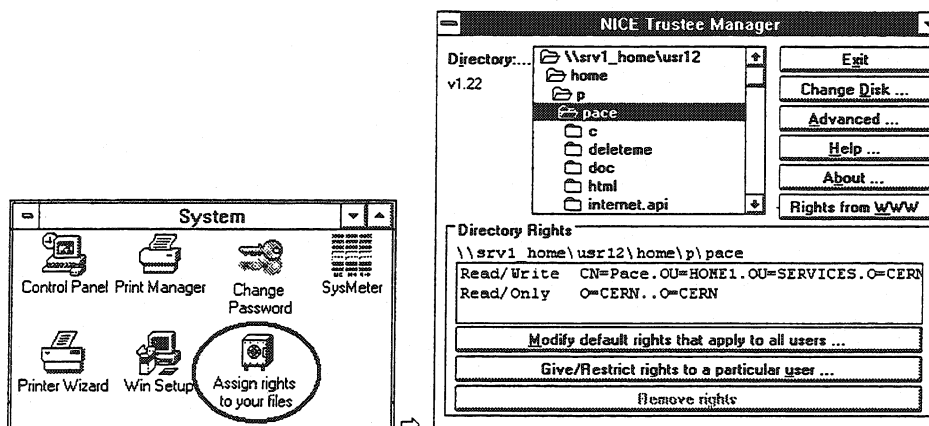 System
Control Panel
Print Manager
Change
Password
SysMeter
Printer Wizard
Win Setup
Assign rights
to your files
NICE Trustee Manager
Directory:...
v1.22
\\srv1_home\usr12
home
p
pace
c
deleteme
doc
html
internet.api
Exit
Change Disk ...
Advanced ...
Help ...
About ...
Rights from WWW
Directory Rights
\\srv1_home\usr12\home\p\pace
Read/Write CN=Pace.OU=HOME1.OU=SERVICES.O=CERN
Read/Only O=CERN..O=CERN
Modify default rights that apply to all users ...
Give/Restrict rights to a particular user ...
Remove rights